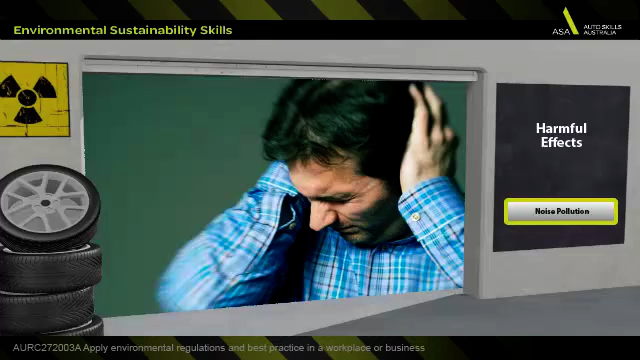 Environmental Sustainability Skills
ASA
AUTO SKILLS
AUSTRALIA
Harmful
Effects
Noise Pollution
AURC272003A Apply environmental regulations and best practice in a workplace or business